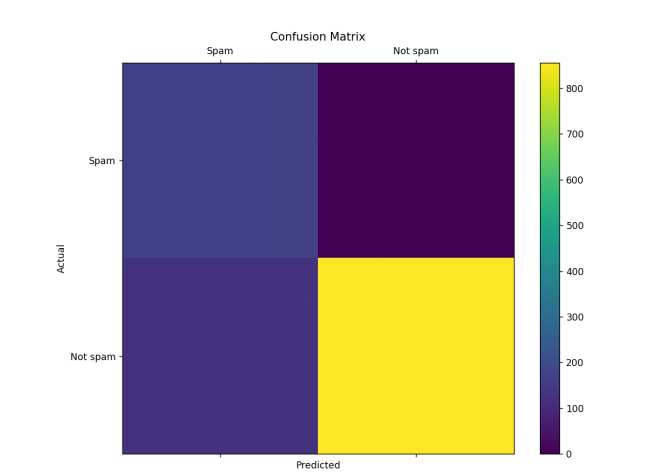 Confusion Matrix
Spam Not spam
Spam
Actual
Not spam
Predicted
800
700
600
500
400
300
200
100
0